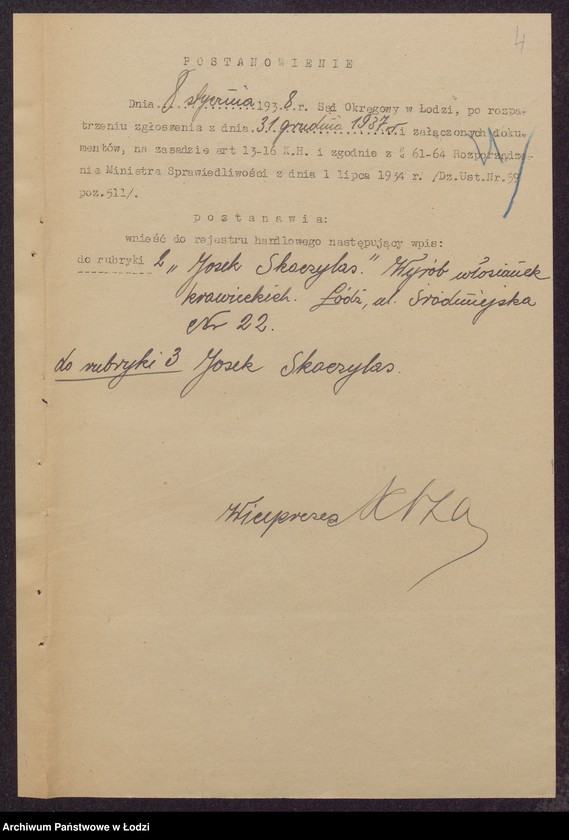 4
POSTANOWIENIE
Dnia 8 stycznia 1938.r. Sąd Okręgowy w Łodzi, po rozpa-
trzeniu zgłoszenia z dnia 31 grudnia 1937 r. i załączonych doku-
mentów, na zasadzie art 13-16 K.H. i zgodnie z § 61-64 Rozporządze-
nia Ministra Sprawiedliwości z dnia 1 lipca 1934 r. /Dz.Ust.Nr.59
poz.511/.
postanawia:
wnieść do rejestru handlowego następujący wpis:
do rubryki 2 „Josek Skaczylas." Wyrób włosianek
krawieckich. Łódź, ul. Śródmiejska
Nr 22.
do rubryki 3 Josek Skaczylas.
Wiceprezes
Archiwum Państwowe w Łodzi